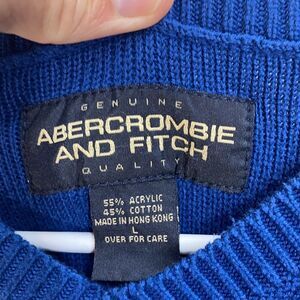 GENUINE
ABERCROMBIE
AND FITCH
QUALITY
55% ACRYLIC
45% COTTON
MADE IN HONG KONG
L
OVER FOR CARE